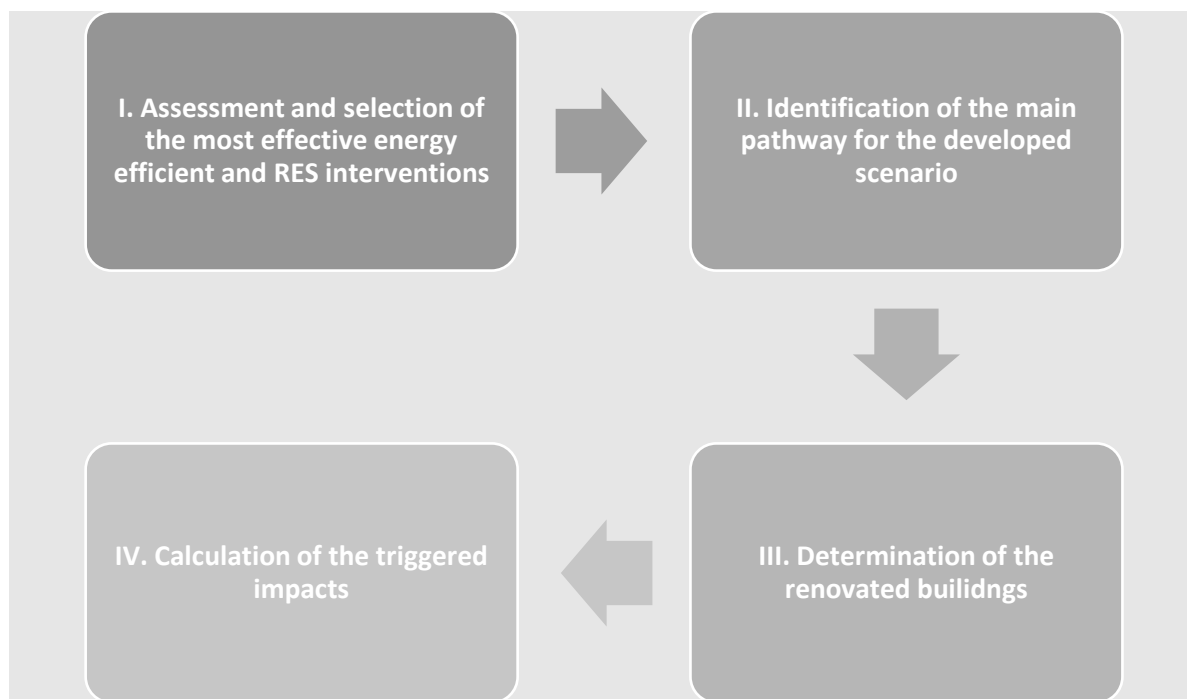 I. Assessment and selection of
the most effective energy
efficient and RES interventions
II. Identification of the main
pathway for the developed
scenario
III. Determination of the
renovated builidngs
IV. Calculation of the triggered
impacts